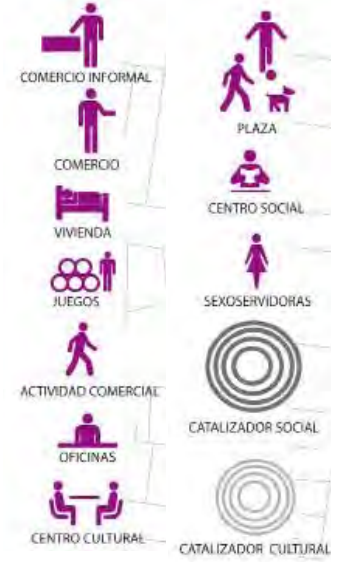 COMERCIO INFORMAL
COMERCIO
VIVIENDA
JUEGOS
ACTIVIDAD COMERCIAL
OFICINAS
CENTRO CULTURAL
PLAZA
CENTRO SOCIAL
SEXOSERVIDORAS
CATALIZADOR SOCIAL
CATALIZADOR CULTURAL